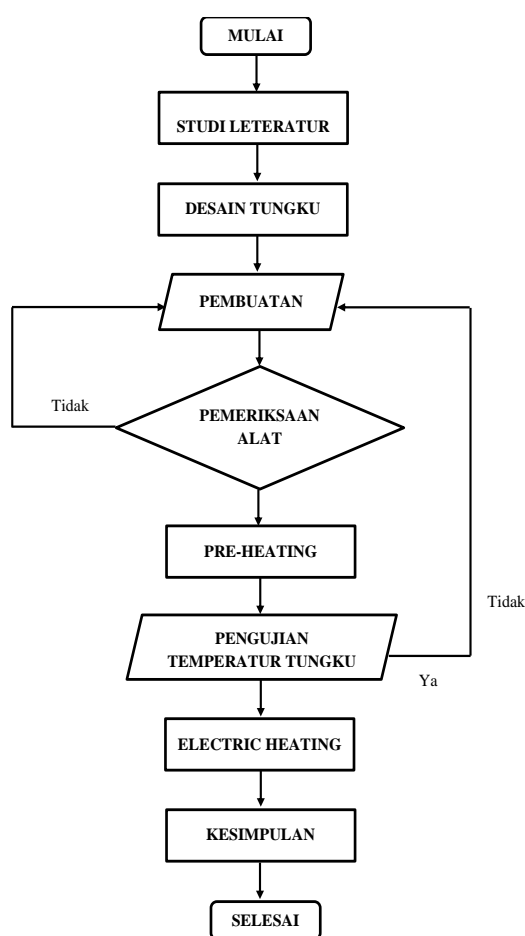 MULAI
STUDI LETERATUR
DESAIN TUNGKU
PEMBUATAN
Tidak
PEMERIKSAAN
ALAT
PRE-HEATING
Tidak
PENGUJIAN
TEMPERATUR TUNGKU
Ya
ELECTRIC HEATING
KESIMPULAN
SELESAI